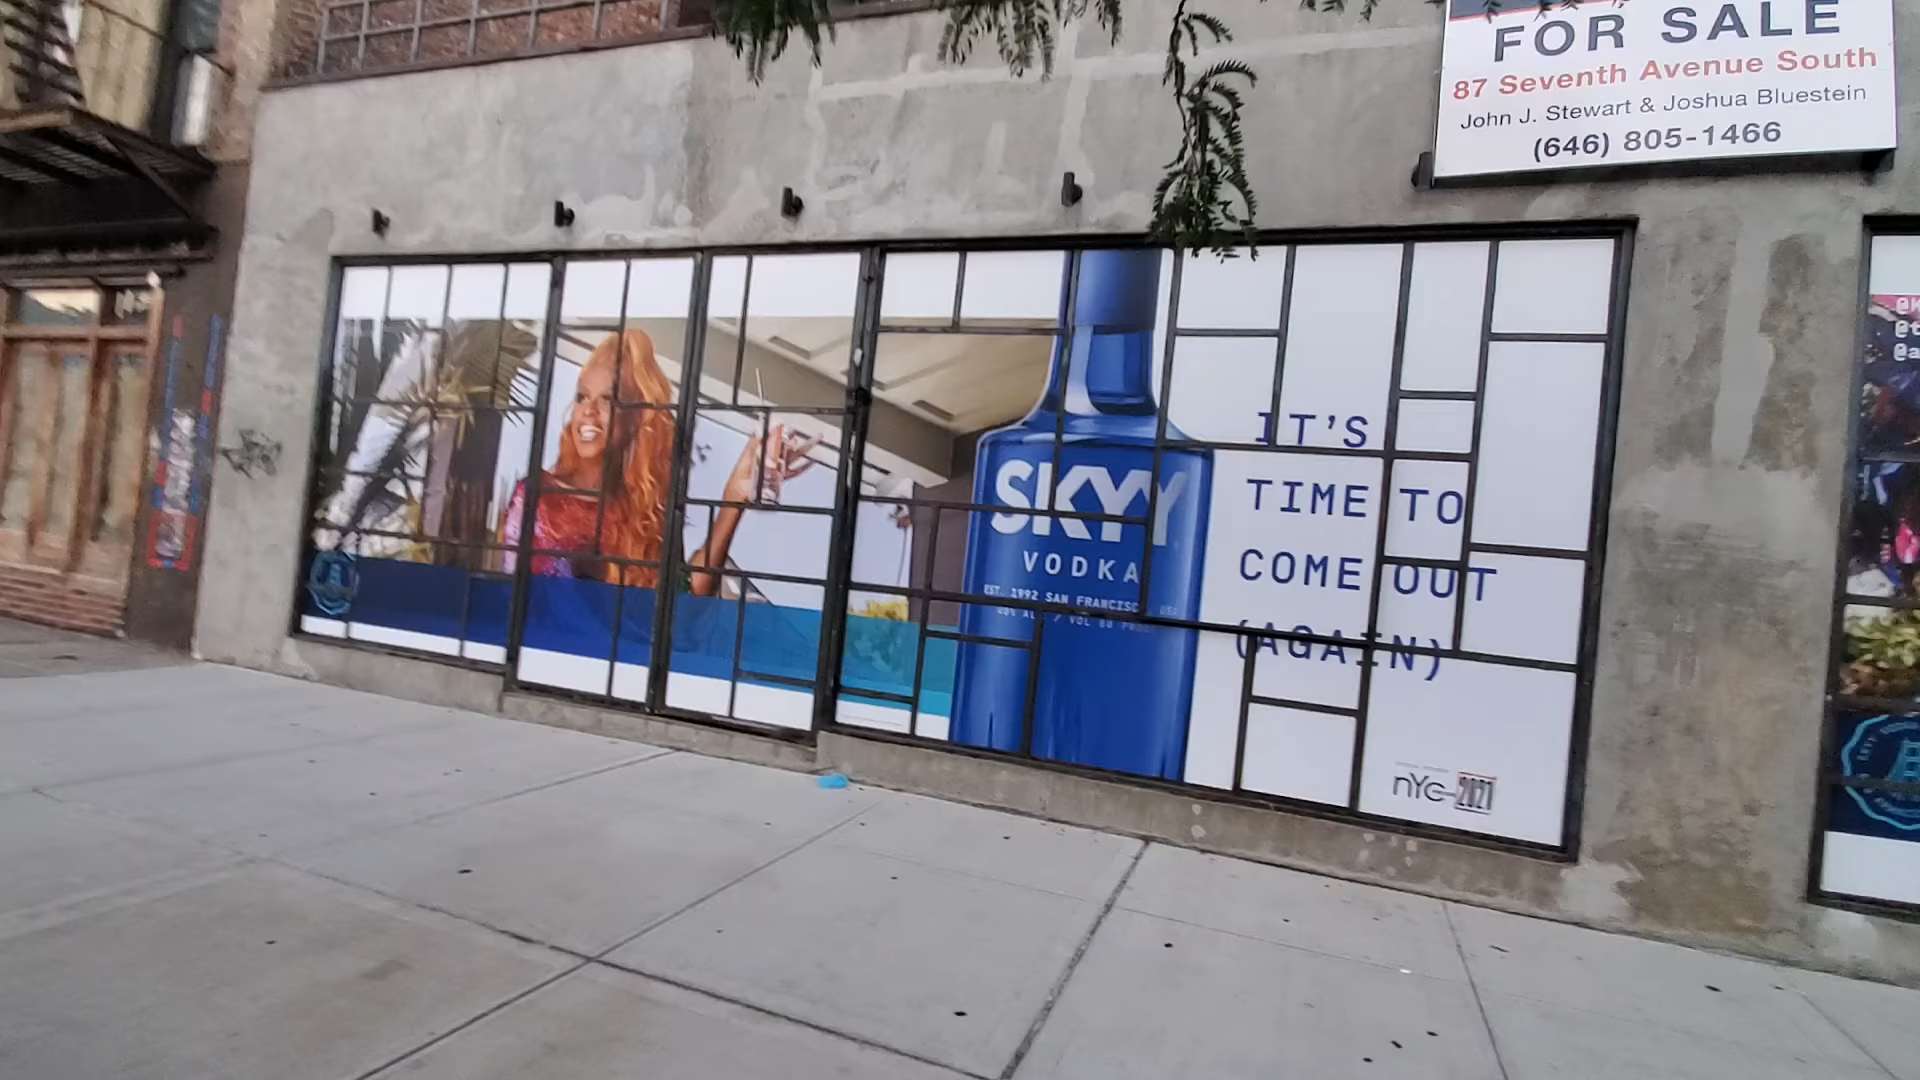 FOR SALE
87 Seventh Avenue South
John J. Stewart & Joshua Bluestein
(646) 805-1466
SKYY
VODKA
EST. 1992 SAN FRANCISCO USA
IT'S
TIME TO
COME OUT
(AGAIN)
nYc 2021